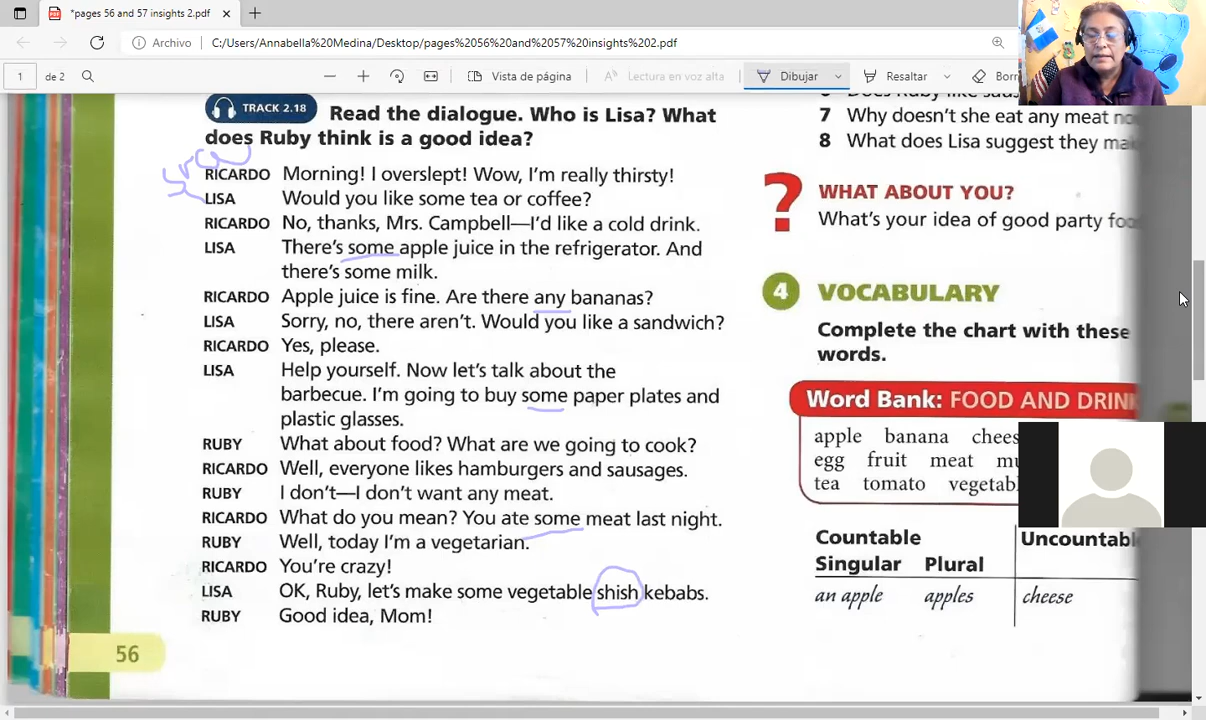 *pages 56 and 57 insights 2.pdf
Archivo
C:/Users/Annabella%20Medina/Desktop/pages%2056%20and%2057%20insights%202.pdf
1
de 2
Vista de página
Lectura en voz alta
Dibujar
Resaltar
TRACK 2.18
Read the dialogue. Who is Lisa? What
does Ruby think is a good idea?
RICARDO Morning! I overslept! Wow, I'm really thirsty!
LISA Would you like some tea or coffee?
RICARDO No, thanks, Mrs. Campbell—I'd like a cold drink.
LISA There's some apple juice in the refrigerator. And
there's some milk.
RICARDO Apple juice is fine. Are there any bananas?
LISA Sorry, no, there aren't. Would you like a sandwich?
RICARDO Yes, please.
LISA Help yourself. Now let's talk about the
barbecue. I'm going to buy some paper plates and
plastic glasses.
RUBY What about food? What are we going to cook?
RICARDO Well, everyone likes hamburgers and sausages.
RUBY I don't—I don't want any meat.
RICARDO What do you mean? You ate some meat last night.
RUBY Well, today I'm a vegetarian.
RICARDO You're crazy!
LISA OK, Ruby, let's make some vegetable shish kebabs.
RUBY Good idea, Mom!
56
Does Ruby like
7 Why doesn't she eat any meat
8 What does Lisa suggest they
?
WHAT ABOUT YOU?
What's your idea of good party
4 VOCABULARY
Complete the chart with these
words.
Word Bank: FOOD AND
apple banana
egg fruit meat
tea tomato
Countable
Singular Plural
an apple apples cheese